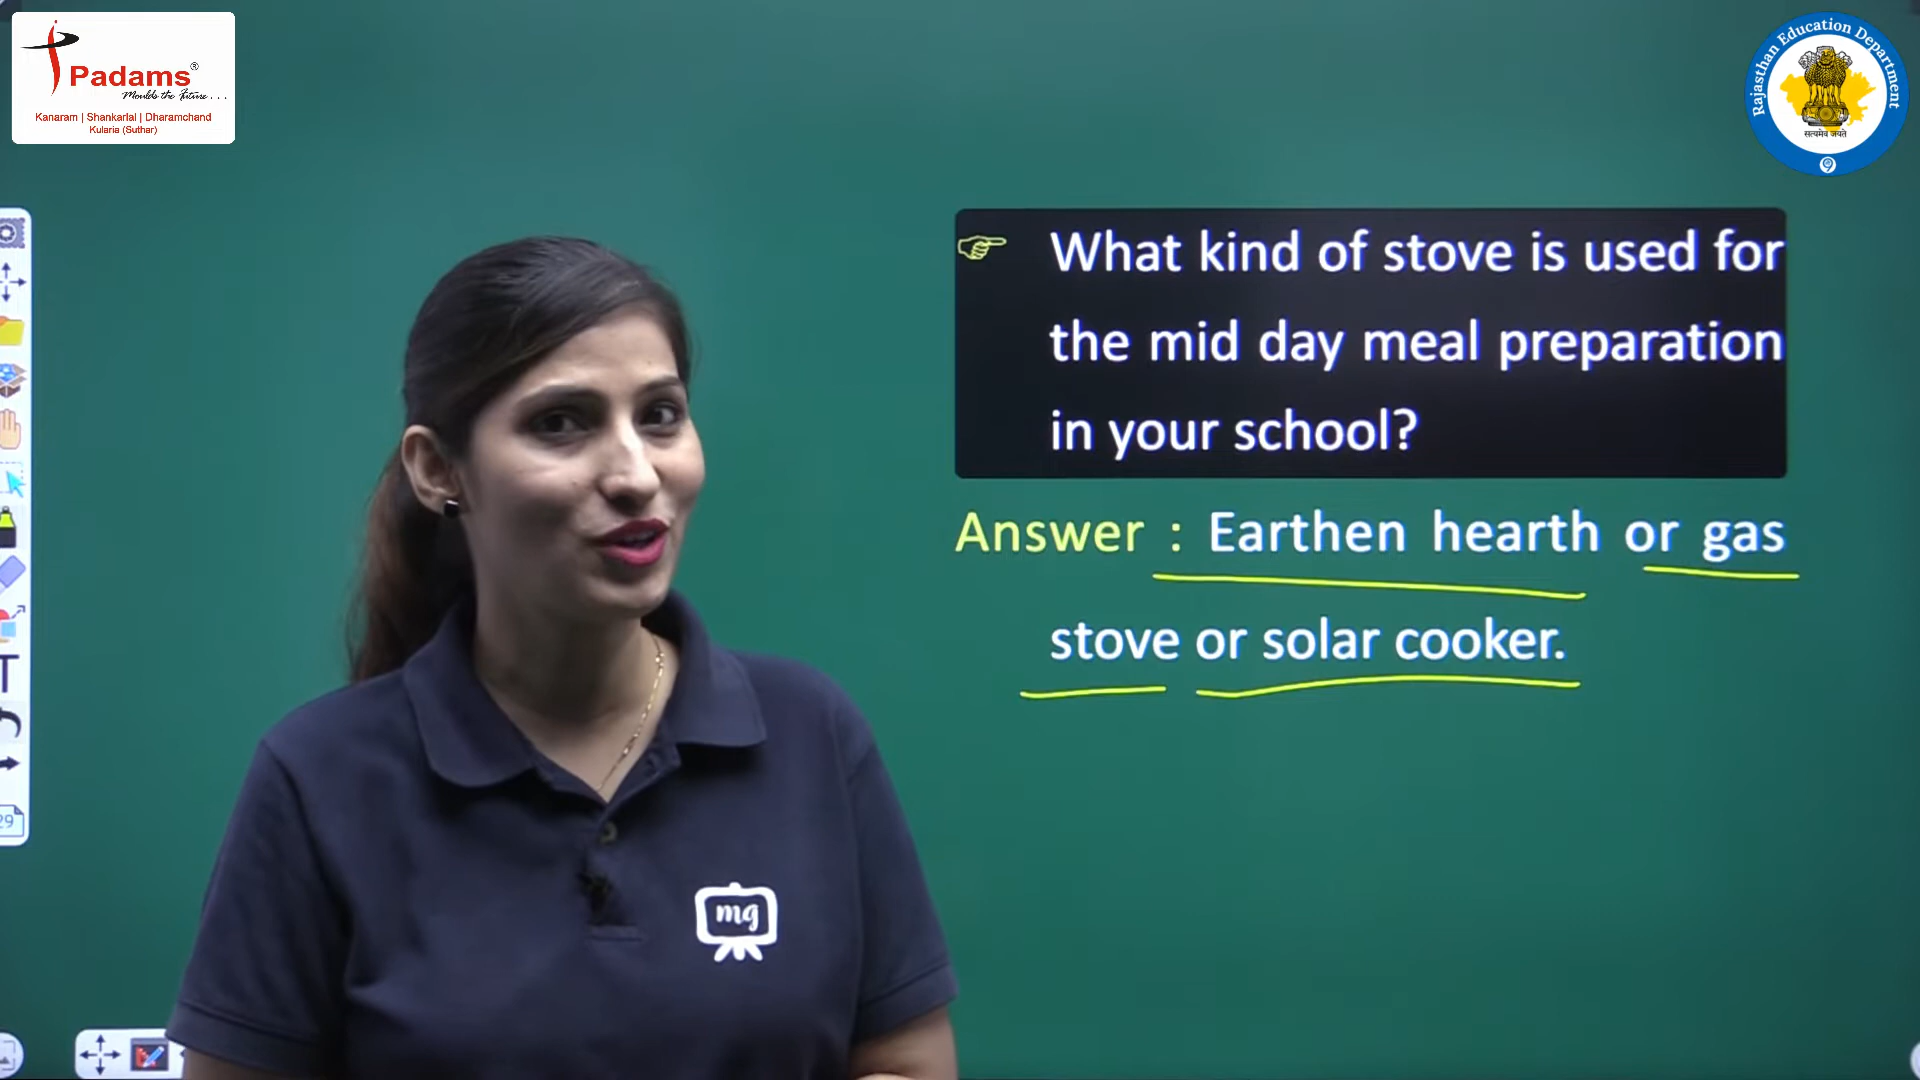 Padams®
Moulds the Future...
Kanaram | Shankarlal | Dharamchand
Kularia (Suthar)
Rajasthan Education Department
सत्यमेव जयते
What kind of stove is used for
the mid day meal preparation
in your school?
Answer : Earthen hearth or gas
stove or solar cooker.
mg
T
29